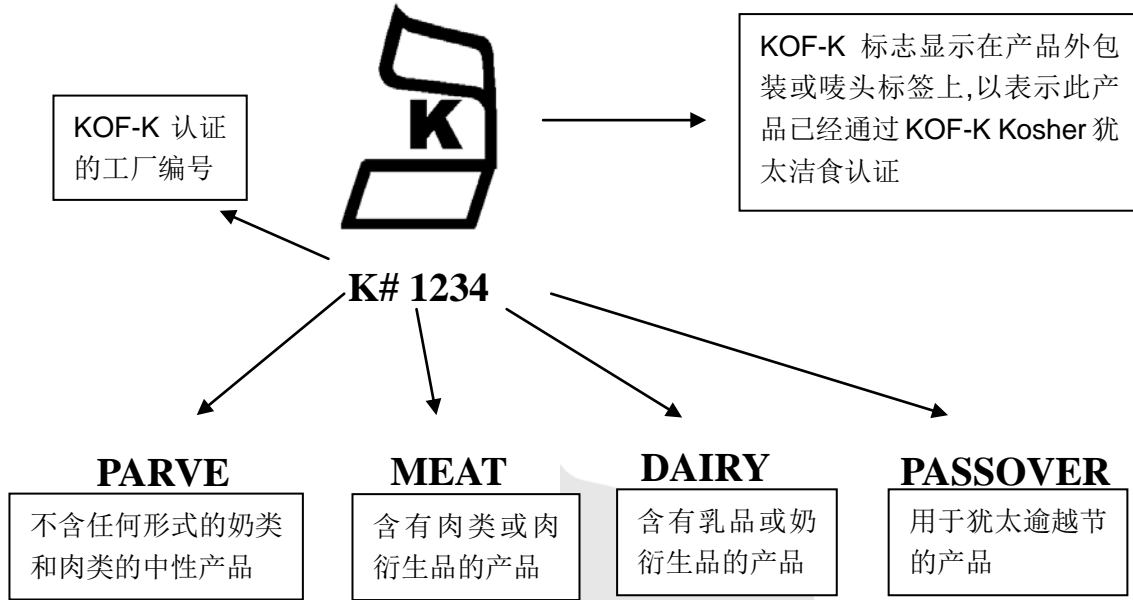 KOF-K 标志显示在产品外包
装或唛头标签上,以表示此产
品已经通过 KOF-K Kosher 犹
太洁食认证
KOF-K 认证
的工厂编号
K
K# 1234
PARVE
不含任何形式的奶类
和肉类的中性产品
MEAT
含有肉类或肉
衍生品的产品
DAIRY
含有乳品或奶
衍生品的产品
PASSOVER
用于犹太逾越节
的产品